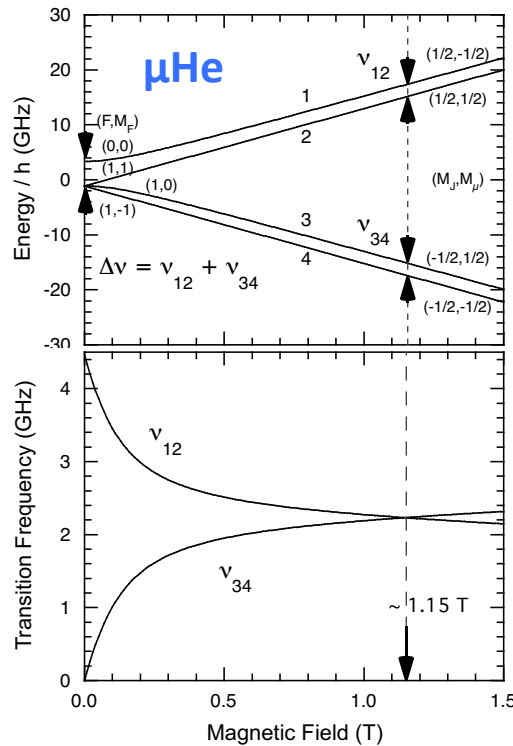 30
20
10
0
-10
-20
-30
Energy / h (GHz)
μHe
ν12
(1/2,-1/2)
(F,MF)
1
(0,0)
2
(1/2,1/2)
(1,1)
(1,0)
(MJ,Mμ)
(1,-1)
3
ν34
(-1/2,1/2)
Δν = ν12 + ν34
4
(-1/2,-1/2)
4
3
2
1
0
Transition Frequency (GHz)
ν12
ν34
~ 1.15 T
0.0 0.5 1.0 1.5
Magnetic Field (T)